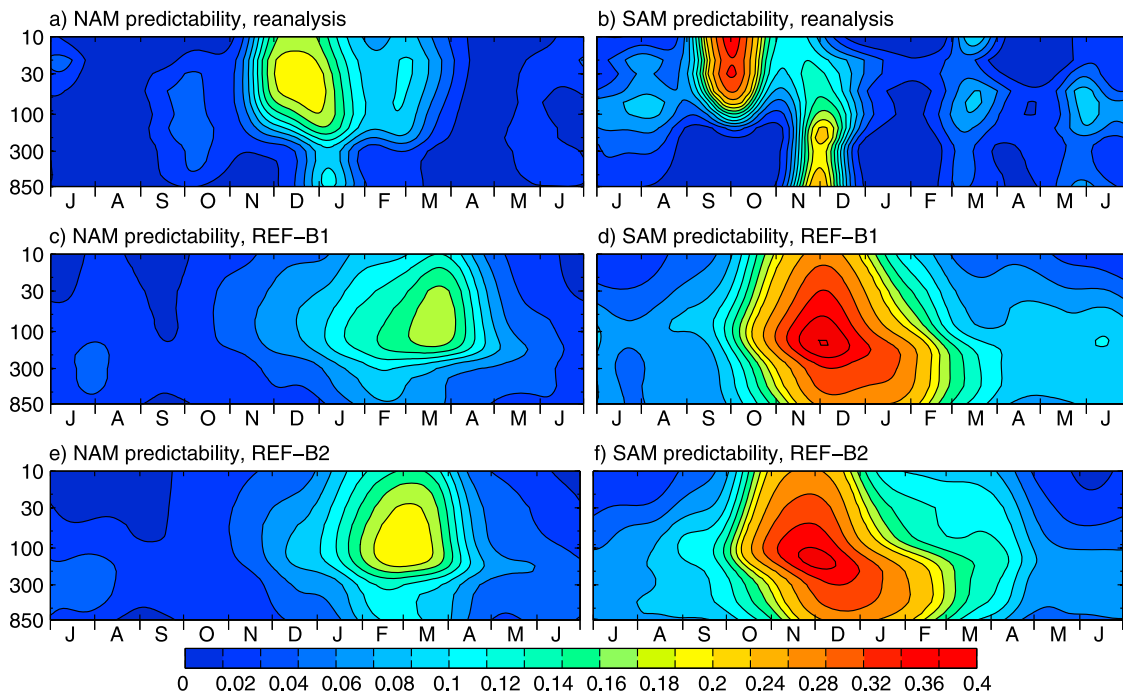 a) NAM predictability, reanalysis
b) SAM predictability, reanalysis
10
30
100
300
850
J A S O N D J F M A M J
J A S O N D J F M A M J
c) NAM predictability, REF-B1
d) SAM predictability, REF-B1
10
30
100
300
850
J A S O N D J F M A M J
J A S O N D J F M A M J
e) NAM predictability, REF-B2
f) SAM predictability, REF-B2
10
30
100
300
850
J A S O N D J F M A M J
J A S O N D J F M A M J
0 0.02 0.04 0.06 0.08 0.1 0.12 0.14 0.16 0.18 0.2 0.24 0.28 0.32 0.36 0.4